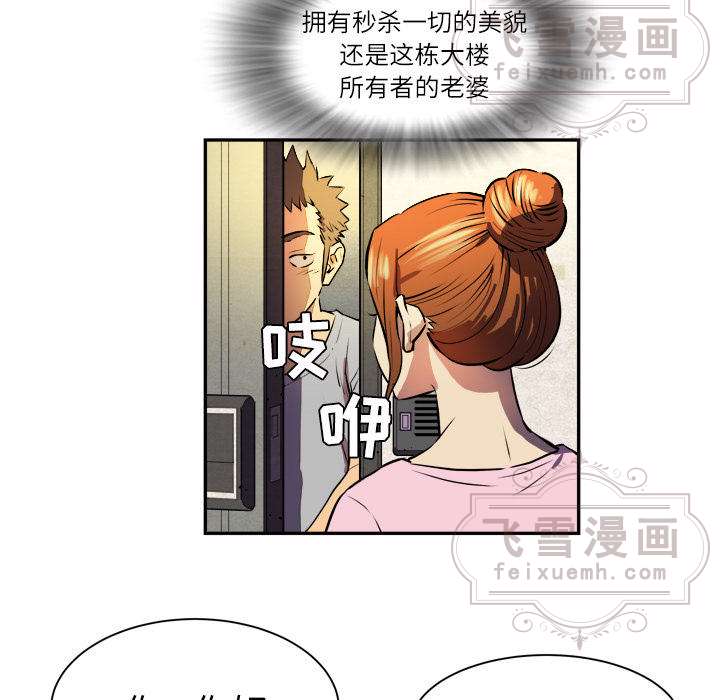 拥有秒杀一切的美貌
还是这栋大楼
所有者的老婆
飞雪漫画
feixuemh.com
吱
咿
飞雪漫画
feixuemh.com